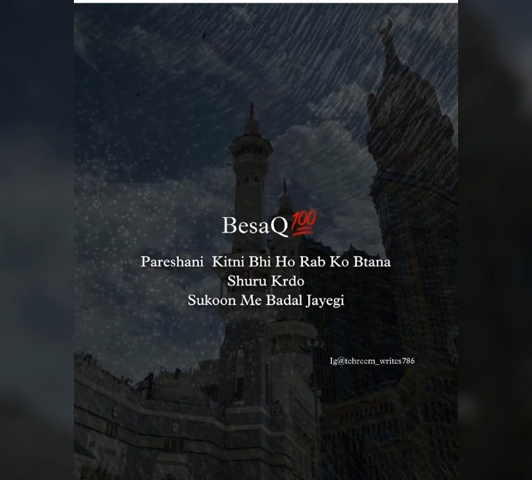 BesaQ💯
Pareshani Kitni Bhi Ho Rab Ko Btana
Shuru Krdo
Sukoon Me Badal Jayegi
Ig@tehreem_writes786